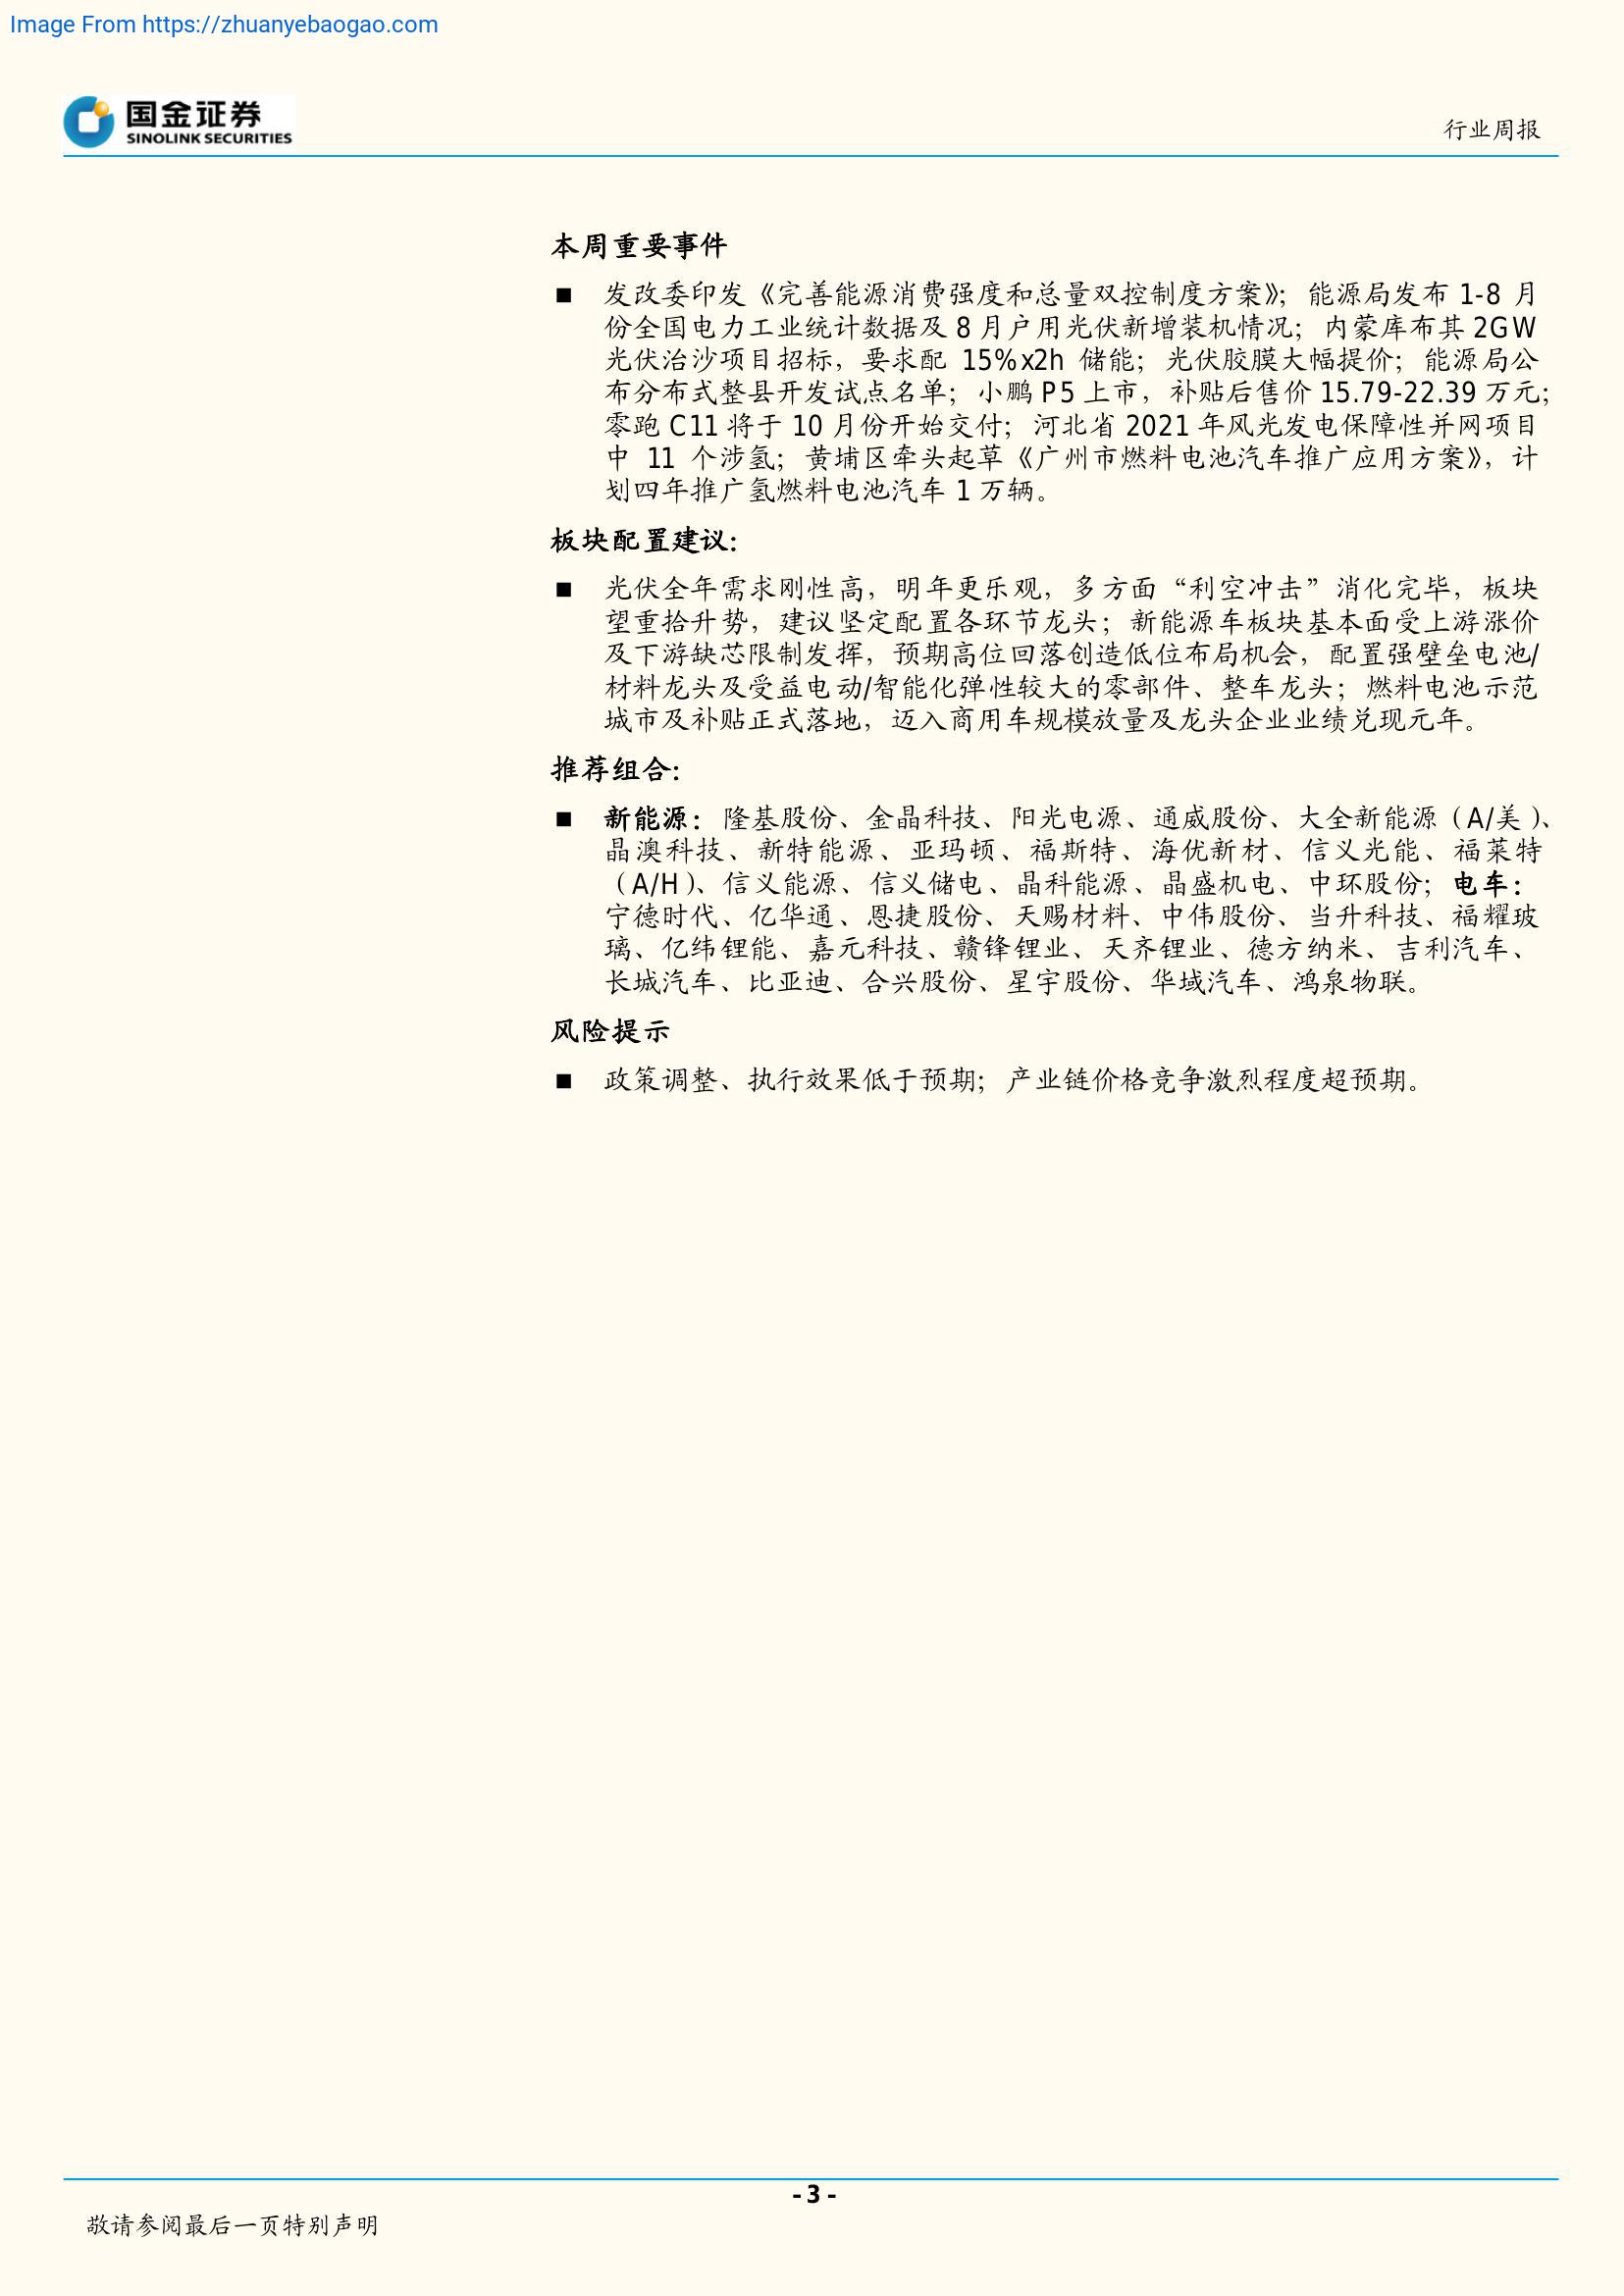 Image From https://zhuanyebaogao.com
国金证券
SINOLINK SECURITIES
行业周报
本周重要事件
■ 发改委印发《完善能源消费强度和总量双控制度方案》；能源局发布 1-8 月
份全国电力工业统计数据及 8 月户用光伏新增装机情况；内蒙库布其 2GW
光伏治沙项目招标，要求配 15%x2h 储能；光伏胶膜大幅提价；能源局公
布分布式整县开发试点名单；小鹏 P5 上市，补贴后售价 15.79-22.39 万元；
零跑 C11 将于 10 月份开始交付；河北省 2021 年风光发电保障性并网项目
中 11 个涉氢；黄埔区牵头起草《广州市燃料电池汽车推广应用方案》，计
划四年推广氢燃料电池汽车 1 万辆。
板块配置建议：
■ 光伏全年需求刚性高，明年更乐观，多方面“利空冲击”消化完毕，板块
望重拾升势，建议坚定配置各环节龙头；新能源车板块基本面受上游涨价
及下游缺芯限制发挥，预期高位回落创造低位布局机会，配置强壁垒电池/
材料龙头及受益电动/智能化弹性较大的零部件、整车龙头；燃料电池示范
城市及补贴正式落地，迈入商用车规模放量及龙头企业业绩兑现元年。
推荐组合：
■ 新能源：隆基股份、金晶科技、阳光电源、通威股份、大全新能源（A/美）、
晶澳科技、新特能源、亚玛顿、福斯特、海优新材、信义光能、福莱特
（A/H）、信义能源、信义储电、晶科能源、晶盛机电、中环股份；电车：
宁德时代、亿华通、恩捷股份、天赐材料、中伟股份、当升科技、福耀玻
璃、亿纬锂能、嘉元科技、赣锋锂业、天齐锂业、德方纳米、吉利汽车、
长城汽车、比亚迪、合兴股份、星宇股份、华域汽车、鸿泉物联。
风险提示
■ 政策调整、执行效果低于预期；产业链价格竞争激烈程度超预期。
- 3 -
敬请参阅最后一页特别声明